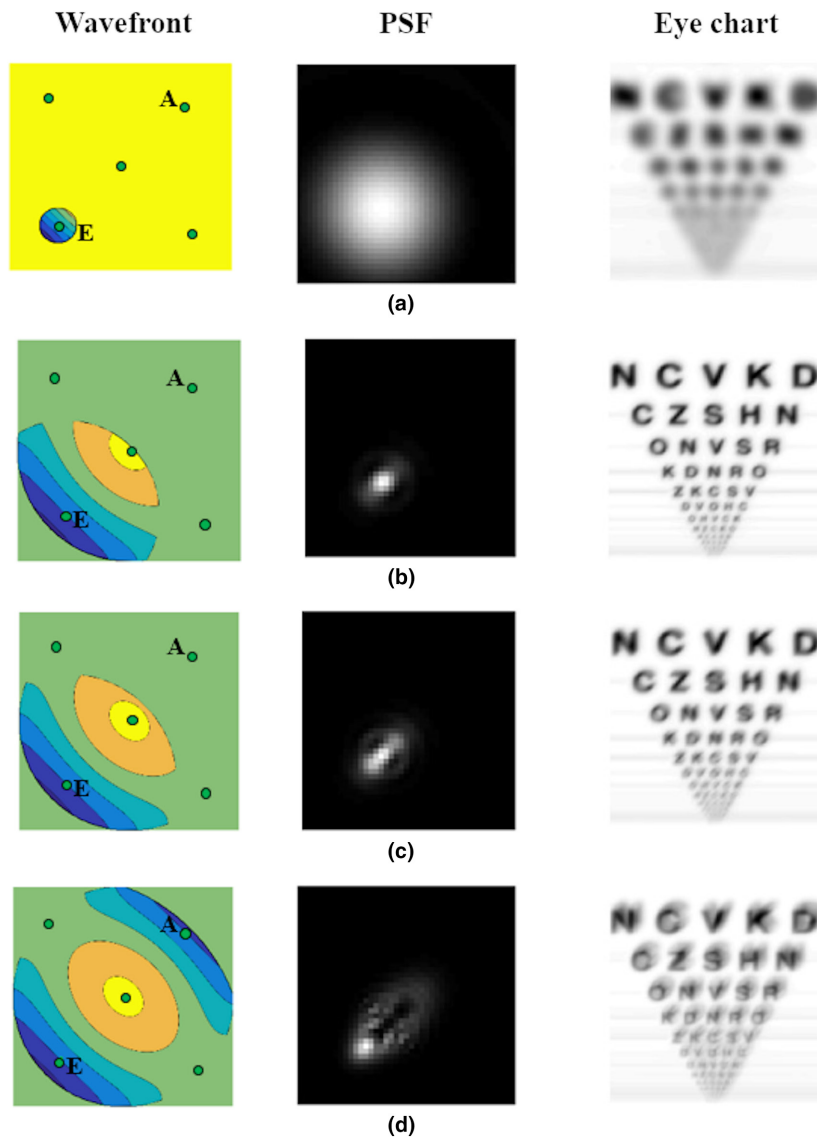 Wavefront PSF Eye chart
A
E
(a)
A
E
N C V K D
C Z S H N
O N V S R
K D N R O
Z K C S V
(b)
A
E
N C V K D
C Z S H N
O N V S R
K D N R O
Z K C S V
(c)
A
E
N C V K D
C Z S H N
O N V S R
K D N R O
Z K C S V
(d)